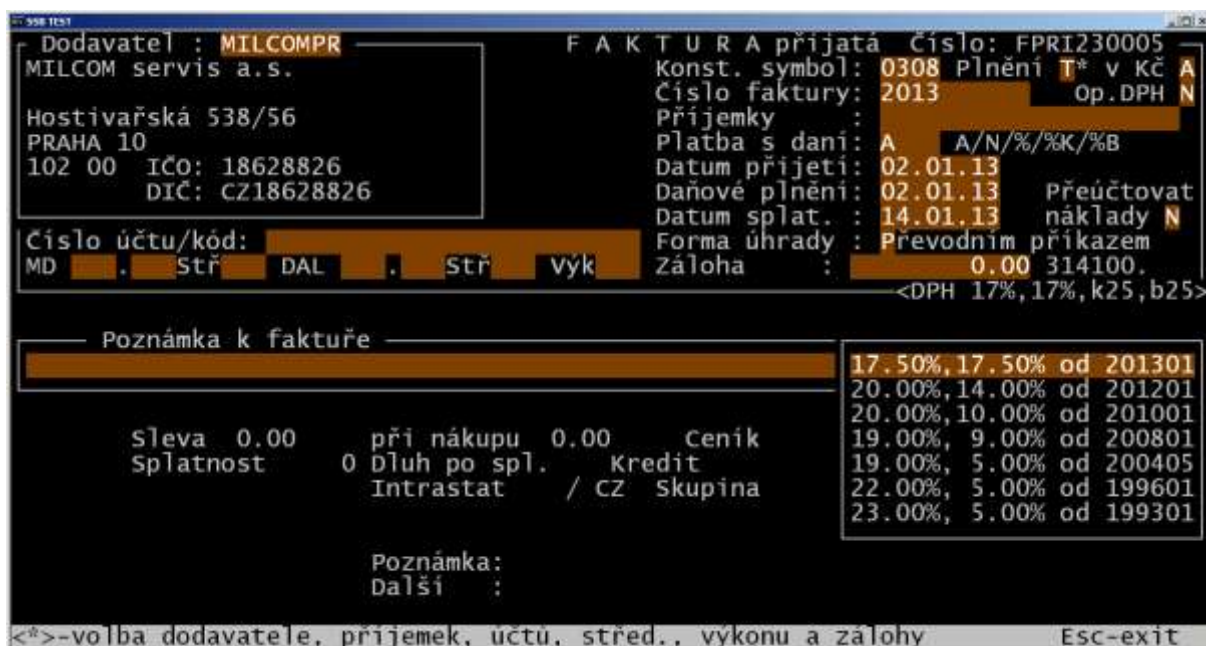 SSB TEST
Dodavatel : MILCOMPR F A K T U R A přijatá Číslo: FPRI230005
MILCOM servis a.s. Konst. symbol: 0308 Plnění T* v Kč A
Číslo faktury: 2013 Op.DPH N
Hostivařská 538/56 Příjemky :
PRAHA 10 Platba s daní: A A/N/%/%K/%B
102 00 IČO: 18628826 Datum přijetí: 02.01.13
DIČ: CZ18628826 Daňové plnění: 02.01.13 Přeúčtovat
Datum splat. : 14.01.13 náklady N
Číslo účtu/kód: Forma úhrady : Převodním příkazem
MD . Stř DAL . Stř Výk Záloha : 0.00 314100.
<DPH 17%,17%,k25,b25>
Poznámka k faktuře
17.50%,17.50% od 201301
20.00%,14.00% od 201201
20.00%,10.00% od 201001
Sleva 0.00 při nákupu 0.00 Ceník 19.00%, 9.00% od 200801
Splatnost 0 Dluh po spl. Kredit 19.00%, 5.00% od 200405
Intrastat / CZ Skupina 22.00%, 5.00% od 199601
23.00%, 5.00% od 199301
Poznámka:
Další :
<*>-volba dodavatele, příjemek, účtů, střed., výkonu a zálohy Esc-exit